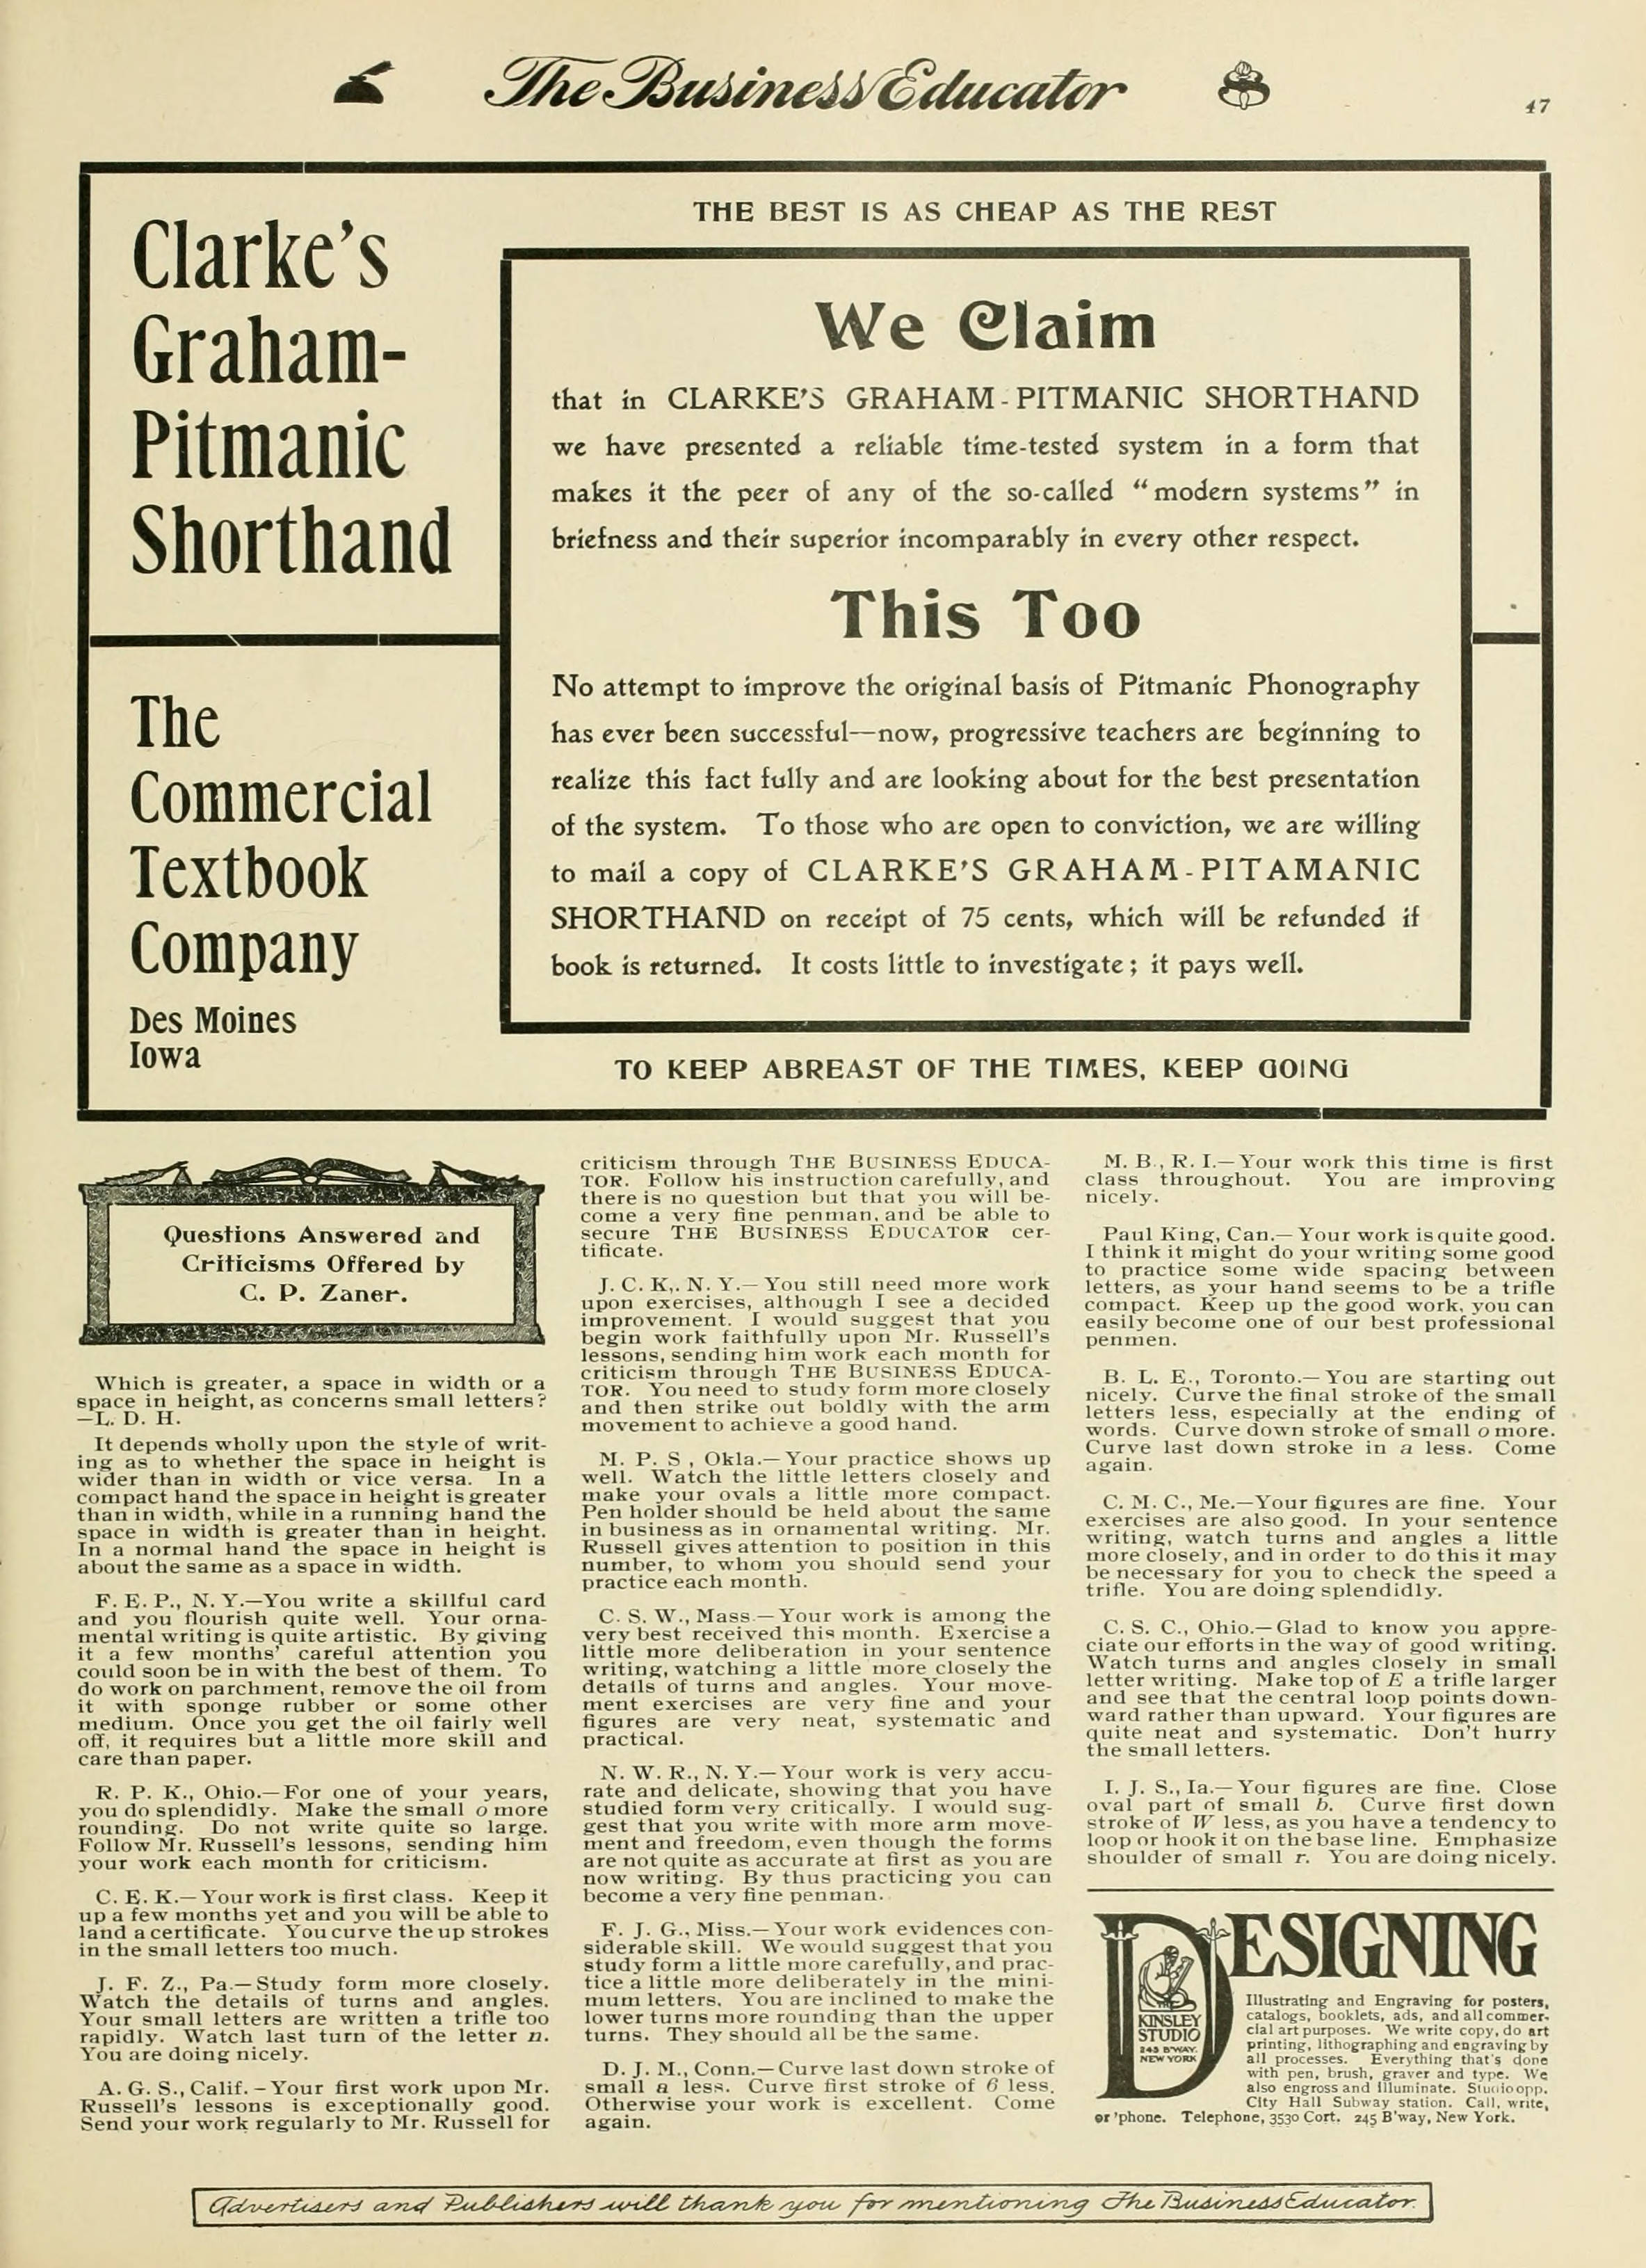 The Business Educator
47
Clarke's
Graham-
Pitmanic
Shorthand
The
Commercial
Textbook
Company
Des Moines
Iowa
THE BEST IS AS CHEAP AS THE REST
We Claim
that in CLARKE'S GRAHAM-PITMANIC SHORTHAND
we have presented a reliable time-tested system in a form that
makes it the peer of any of the so-called "modern systems" in
briefness and their superior incomparably in every other respect.
This Too
No attempt to improve the original basis of Pitmanic Phonography
has ever been successful—now, progressive teachers are beginning to
realize this fact fully and are looking about for the best presentation
of the system. To those who are open to conviction, we are willing
to mail a copy of CLARKE'S GRAHAM-PITAMANIC
SHORTHAND on receipt of 75 cents, which will be refunded if
book is returned. It costs little to investigate; it pays well.
TO KEEP ABREAST OF THE TIMES, KEEP GOING
Questions Answered and
Criticisms Offered by
C. P. Zaner.
Which is greater, a space in width or a
space in height, as concerns small letters?
—L. D. H.
It depends wholly upon the style of writ-
ing as to whether the space in height is
wider than in width or vice versa. In a
compact hand the space in height is greater
than in width, while in a running hand the
space in width is greater than in height.
In a normal hand the space in height is
about the same as a space in width.
F. E. P., N. Y.—You write a skillful card
and you flourish quite well. Your orna-
mental writing is quite artistic. By giving
it a few months' careful attention you
could soon be in with the best of them. To
do work on parchment, remove the oil from
it with sponge rubber or some other
medium. Once you get the oil fairly well
off, it requires but a little more skill and
care than paper.
R. P. K., Ohio.—For one of your years,
you do splendidly. Make the small o more
rounding. Do not write quite so large.
Follow Mr. Russell's lessons, sending him
your work each month for criticism.
C. E. K.—Your work is first class. Keep it
up a few months yet and you will be able to
land a certificate. You curve the up strokes
in the small letters too much.
J. F. Z., Pa.—Study form more closely.
Watch the details of turns and angles.
Your small letters are written a trifle too
rapidly. Watch last turn of the letter n.
You are doing nicely.
A. G. S., Calif.—Your first work upon Mr.
Russell's lessons is exceptionally good.
Send your work regularly to Mr. Russell for
criticism through THE BUSINESS EDUCA-
TOR. Follow his instruction carefully, and
there is no question but that you will be-
come a very fine penman, and be able to
secure THE BUSINESS EDUCATOR cer-
tificate.
J. C. K., N. Y.—You still need more work
upon exercises, although I see a decided
improvement. I would suggest that you
begin work faithfully upon Mr. Russell's
lessons, sending him work each month for
criticism through THE BUSINESS EDUCA-
TOR. You need to study form more closely
and then strike out boldly with the arm
movement to achieve a good hand.
M. P. S, Okla.—Your practice shows up
well. Watch the little letters closely and
make your ovals a little more compact.
Pen holder should be held about the same
in business as in ornamental writing. Mr.
Russell gives attention to position in this
number, to whom you should send your
practice each month.
C. S. W., Mass.—Your work is among the
very best received this month. Exercise a
little more deliberation in your sentence
writing, watching a little more closely the
details of turns and angles. Your move-
ment exercises are very fine and your
figures are very neat, systematic and
practical.
N. W. R., N. Y.—Your work is very accu-
rate and delicate, showing that you have
studied form very critically. I would sug-
gest that you write with more arm move-
ment and freedom, even though the forms
are not quite as accurate at first as you are
now writing. By thus practicing you can
become a very fine penman.
F. J. G., Miss.—Your work evidences con-
siderable skill. We would suggest that you
study form a little more carefully, and prac-
tice a little more deliberately in the mini-
mum letters. You are inclined to make the
lower turns more rounding than the upper
turns. They should all be the same.
D. J. M., Conn.—Curve last down stroke of
small a less. Curve first stroke of 6 less.
Otherwise your work is excellent. Come
again.
M. B., R. I.—Your work this time is first
class throughout. You are improving
nicely.
Paul King, Can.—Your work is quite good.
I think it might do your writing some good
to practice some wide spacing between
letters, as your hand seems to be a trifle
compact. Keep up the good work, you can
easily become one of our best professional
penmen.
B. L. E., Toronto.—You are starting out
nicely. Curve the final stroke of the small
letters less, especially at the ending of
words. Curve down stroke of small o more.
Curve last down stroke in a less. Come
again.
C. M. C., Me.—Your figures are fine. Your
exercises are also good. In your sentence
writing, watch turns and angles a little
more closely, and in order to do this it may
be necessary for you to check the speed a
trifle. You are doing splendidly.
C. S. C., Ohio.—Glad to know you appre-
ciate our efforts in the way of good writing.
Watch turns and angles closely in small
letter writing. Make top of E a trifle larger
and see that the central loop points down-
ward rather than upward. Your figures are
quite neat and systematic. Don't hurry
the small letters.
I. J. S., Ia.—Your figures are fine. Close
oval part of small b. Curve first down
stroke of W less, as you have a tendency to
loop or hook it on the base line. Emphasize
shoulder of small r. You are doing nicely.
DESIGNING
KINSLEY
STUDIO
245 B'WAY.
NEW YORK
Illustrating and Engraving for posters,
catalogs, booklets, ads, and all commer-
cial art purposes. We write copy, do art
printing, lithographing and engraving by
all processes. Everything that's done
with pen, brush, graver and type. We
also engross and illuminate. Studio opp.
City Hall Subway station. Call, write,
or 'phone. Telephone, 3530 Cort. 245 B'way, New York.
Advertisers and Publishers will thank you for mentioning The Business Educator.